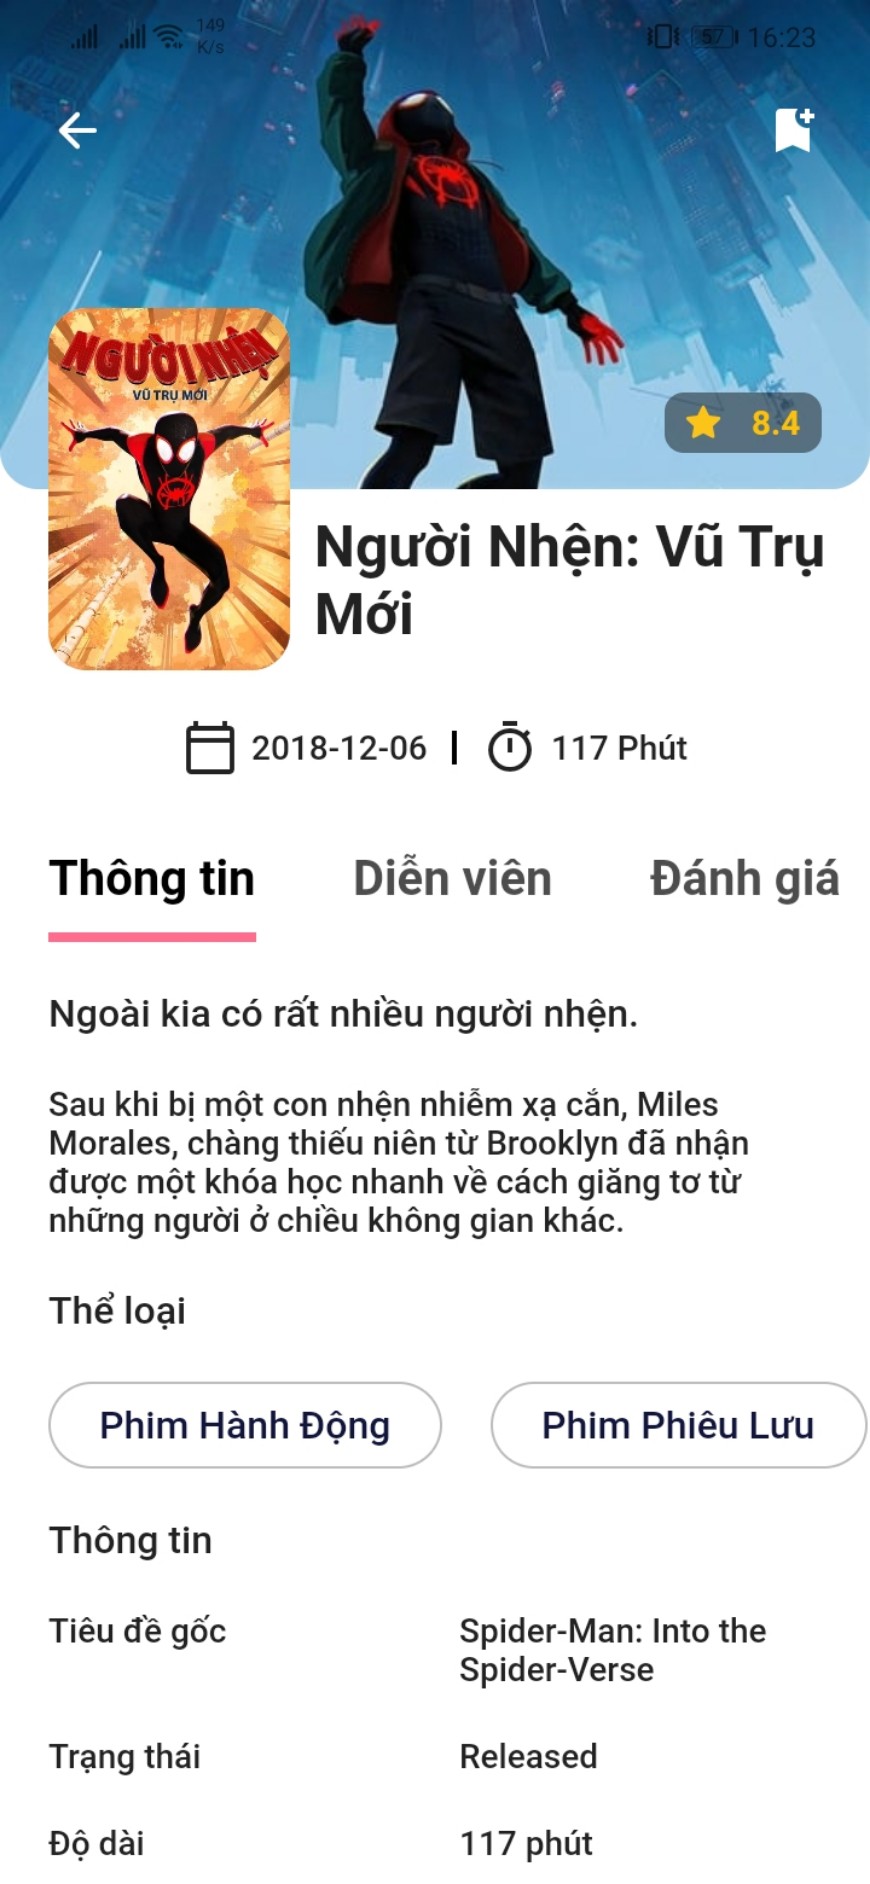 149
K/s
57
16:23
NGƯỜI NHỆN
VŨ TRỤ MỚI
8.4
Người Nhện: Vũ Trụ
Mới
2018-12-06
117 Phút
Thông tin
Diễn viên
Đánh giá
Ngoài kia có rất nhiều người nhện.
Sau khi bị một con nhện nhiễm xạ cắn, Miles
Morales, chàng thiếu niên từ Brooklyn đã nhận
được một khóa học nhanh về cách giăng tơ từ
những người ở chiều không gian khác.
Thể loại
Phim Hành Động
Phim Phiêu Lưu
Thông tin
Tiêu đề gốc
Spider-Man: Into the
Spider-Verse
Trạng thái
Released
Độ dài
117 phút